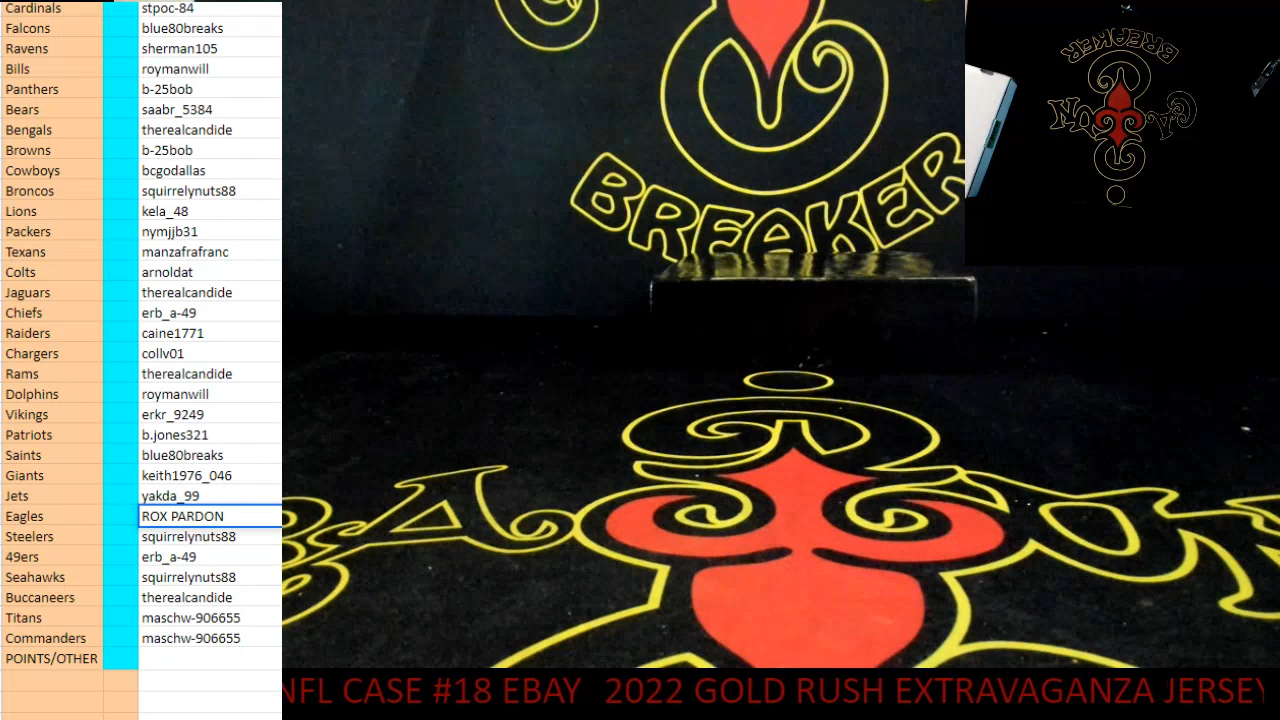 Cardinals stpoc-84
Falcons blue80breaks
Ravens sherman105
Bills roymanwill
Panthers b-25bob
Bears saabr_5384
Bengals therealcandide
Browns b-25bob
Cowboys bcgodallas
Broncos squirrelynuts88
Lions kela_48
Packers nymjjb31
Texans manzafrafranc
Colts arnoldat
Jaguars therealcandide
Chiefs erb_a-49
Raiders caine1771
Chargers collv01
Rams therealcandide
Dolphins roymanwill
Vikings erkr_9249
Patriots b.jones321
Saints blue80breaks
Giants keith1976_046
Jets yakda_99
Eagles ROX PARDON
Steelers squirrelynuts88
49ers erb_a-49
Seahawks squirrelynuts88
Buccaneers therealcandide
Titans maschw-906655
Commanders maschw-906655
POINTS/OTHER
BREAKER
NFL CASE #18 EBAY 2022 GOLD RUSH EXTRAVAGANZA JERSEY